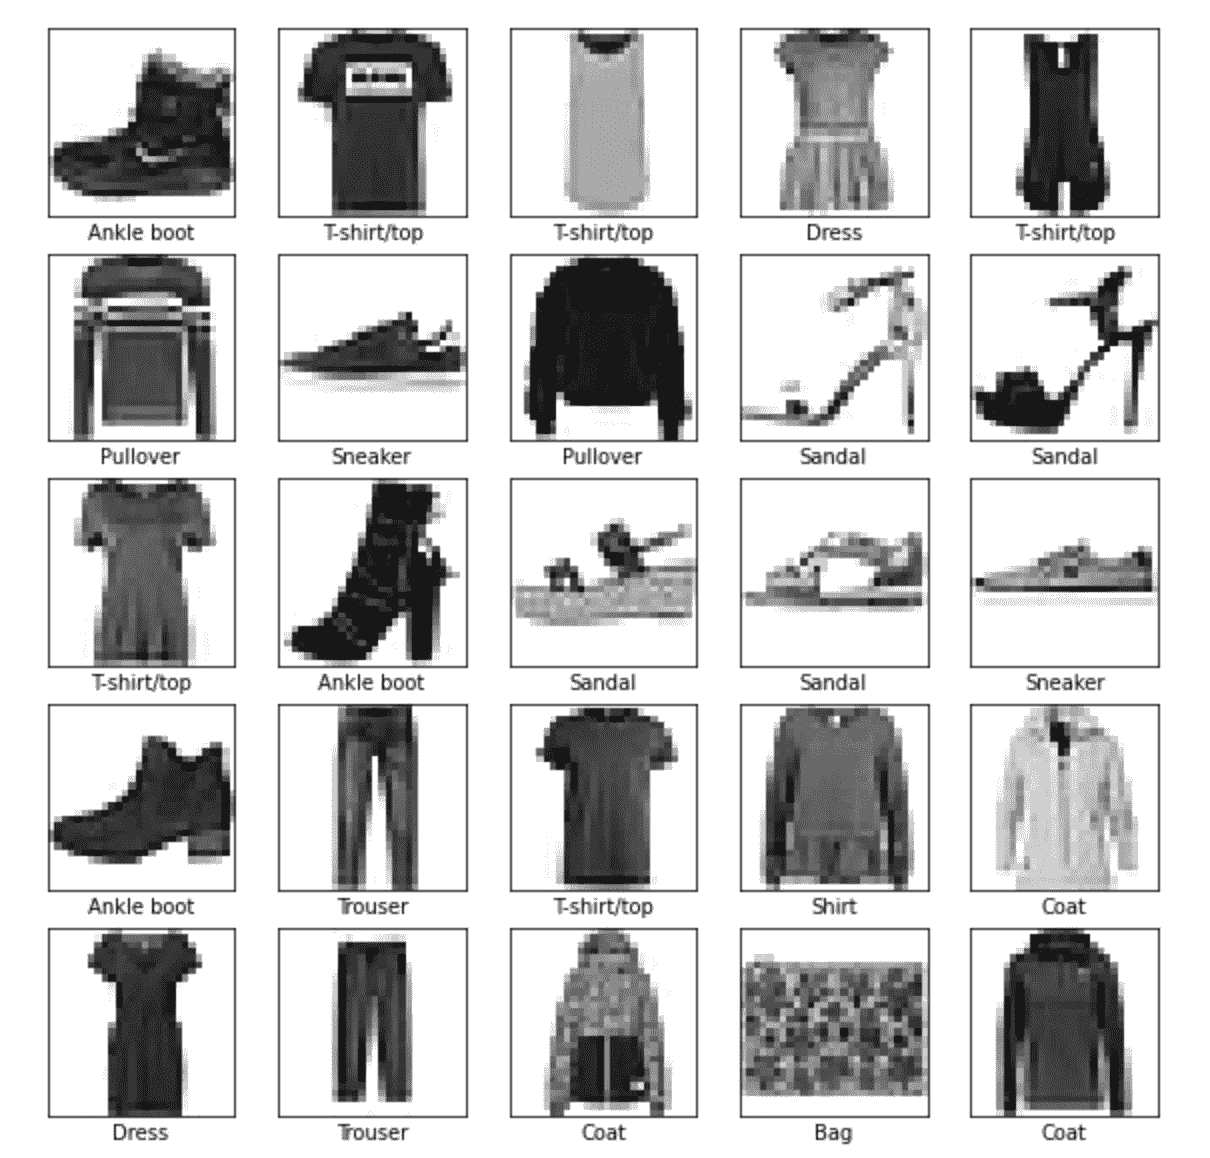 Ankle boot T-shirt/top T-shirt/top Dress T-shirt/top
Pullover Sneaker Pullover Sandal Sandal
T-shirt/top Ankle boot Sandal Sandal Sneaker
Ankle boot Trouser T-shirt/top Shirt Coat
Dress Trouser Coat Bag Coat